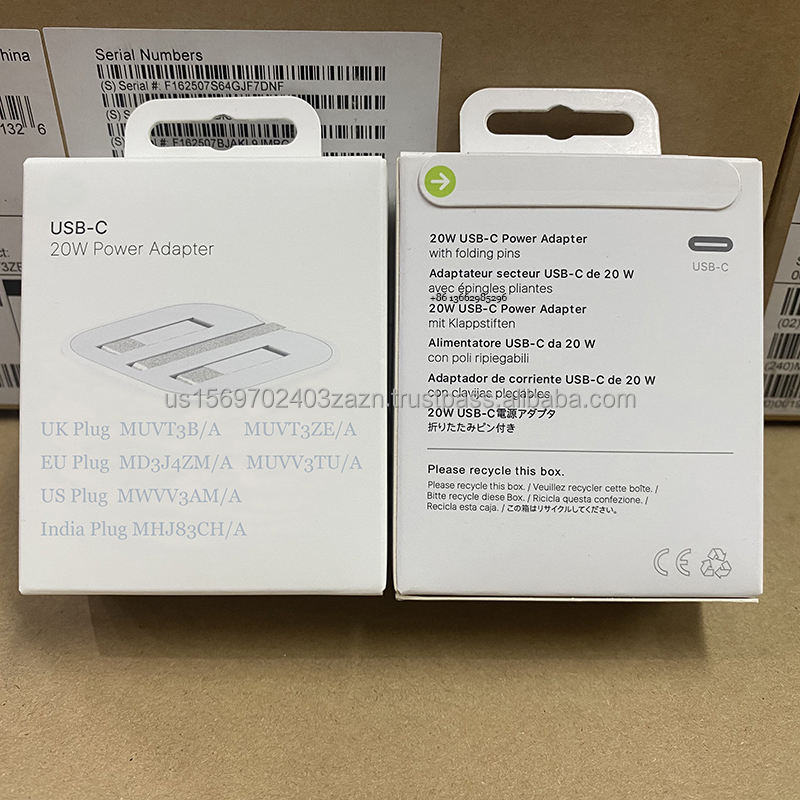 hina
132 6
Serial Numbers
(S) Serial #: F162507S64GJF7DNF
(S) Serial #:
USB-C
20W Power Adapter
UK Plug MUVT3B/A MUVT3ZE/A
EU Plug MD3J4ZM/A MUVV3TU/A
US Plug MWVV3AM/A
India Plug MHJ83CH/A
20W USB-C Power Adapter
with folding pins
USB-C
Adaptateur secteur USB-C de 20 W
avec épingles pliantes
+86 13662985296
20W USB-C Power Adapter
mit Klappstiften
Alimentatore USB-C da 20 W
con poli ripiegabili
Adaptador de corriente USB-C de 20 W
con clavijas plegables
20W USB-C電源アダプタ
折りたたみピン付き
us1569702403zazn.trustpass.alibaba.com
Please recycle this box.
Please recycle this box. / Veuillez recycler cette boîte. /
Bitte recycle diese Box. / Ricicla questa confezione. /
Recicla esta caja. / この箱はリサイクルしてください。
CE